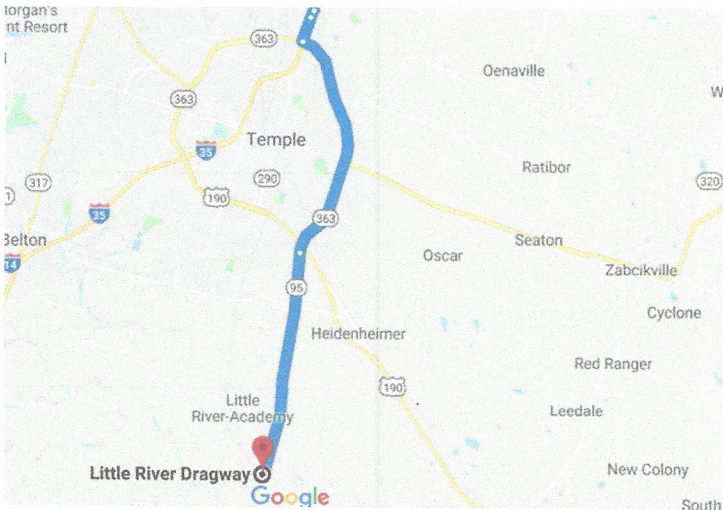 lorgan's
nt Resort
363
Oenaville
W
363
Temple
35
Ratibor
290
317
320
190
35
363
Belton
Seaton
Oscar
14
Zabcikville
95
Cyclone
Heidenheimer
Red Ranger
190
Little
River-Academy
Leedale
Little River Dragway
New Colony
Google
South